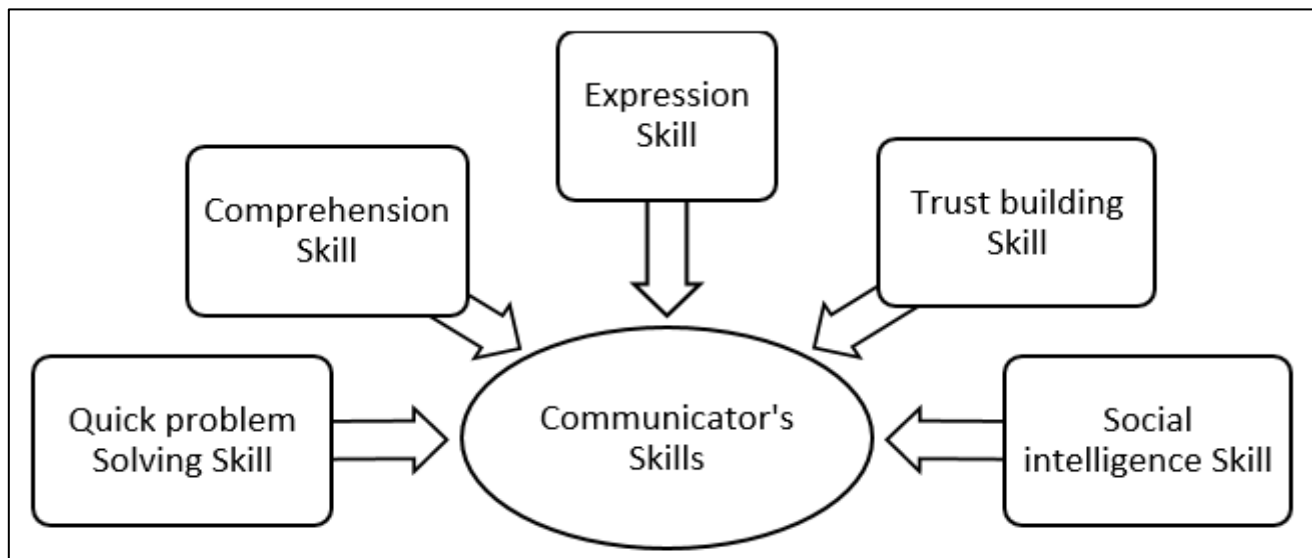 Expression
Skill
Comprehension
Skill
Trust building
Skill
Quick problem
Solving Skill
Communicator's
Skills
Social
intelligence Skill